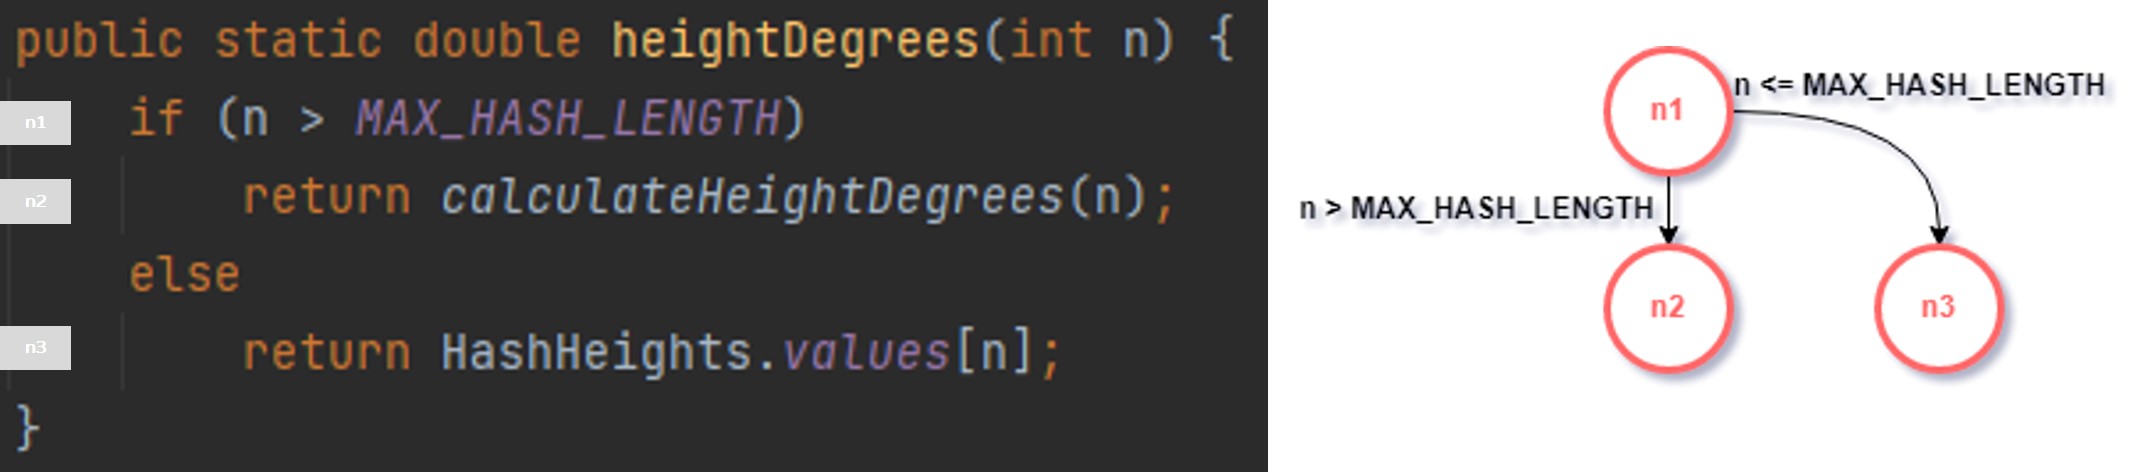 public static double heightDegrees(int n) {
n1 if (n > MAX_HASH_LENGTH)
n2 return calculateHeightDegrees(n);
else
n3 return HashHeights.values[n];
}
n1
n <= MAX_HASH_LENGTH
n > MAX_HASH_LENGTH
n2
n3